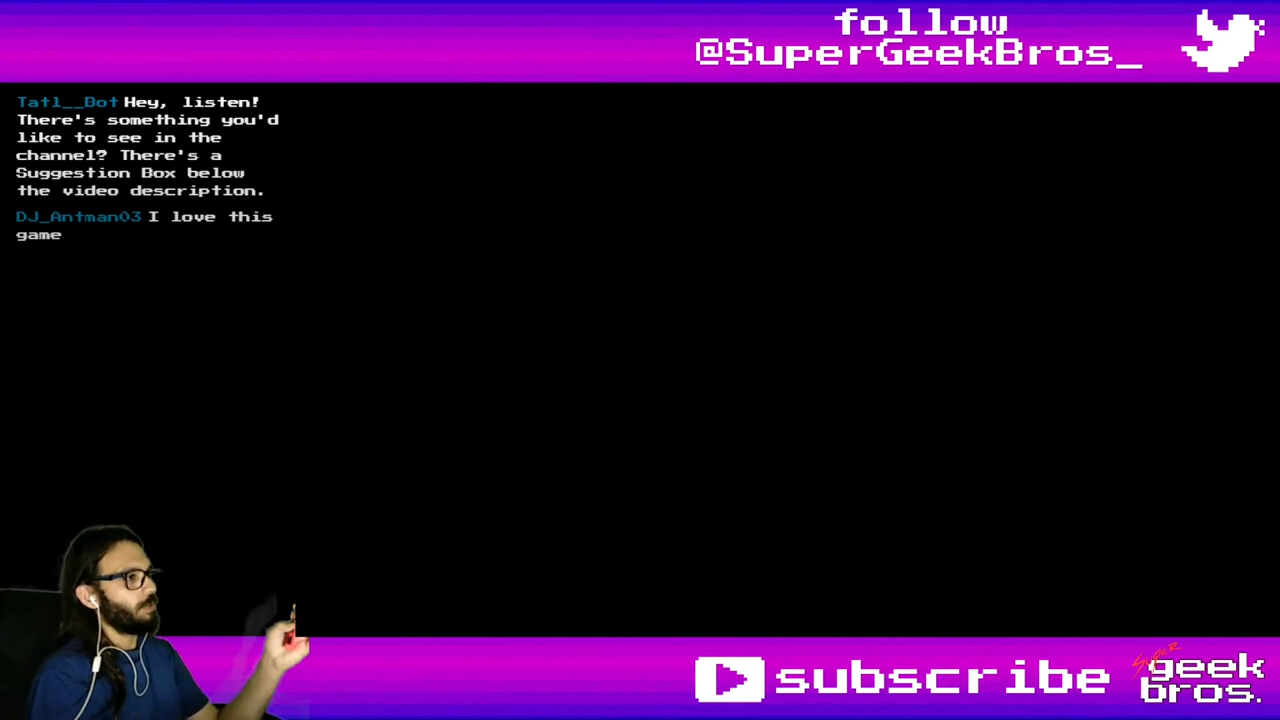 follow
@SuperGeekBros_
Tatl__Bot Hey, listen!
There's something you'd
like to see in the
channel? There's a
Suggestion Box below
the video description.
DJ_Antman03 I love this
game
subscribe
super
geek
bros.